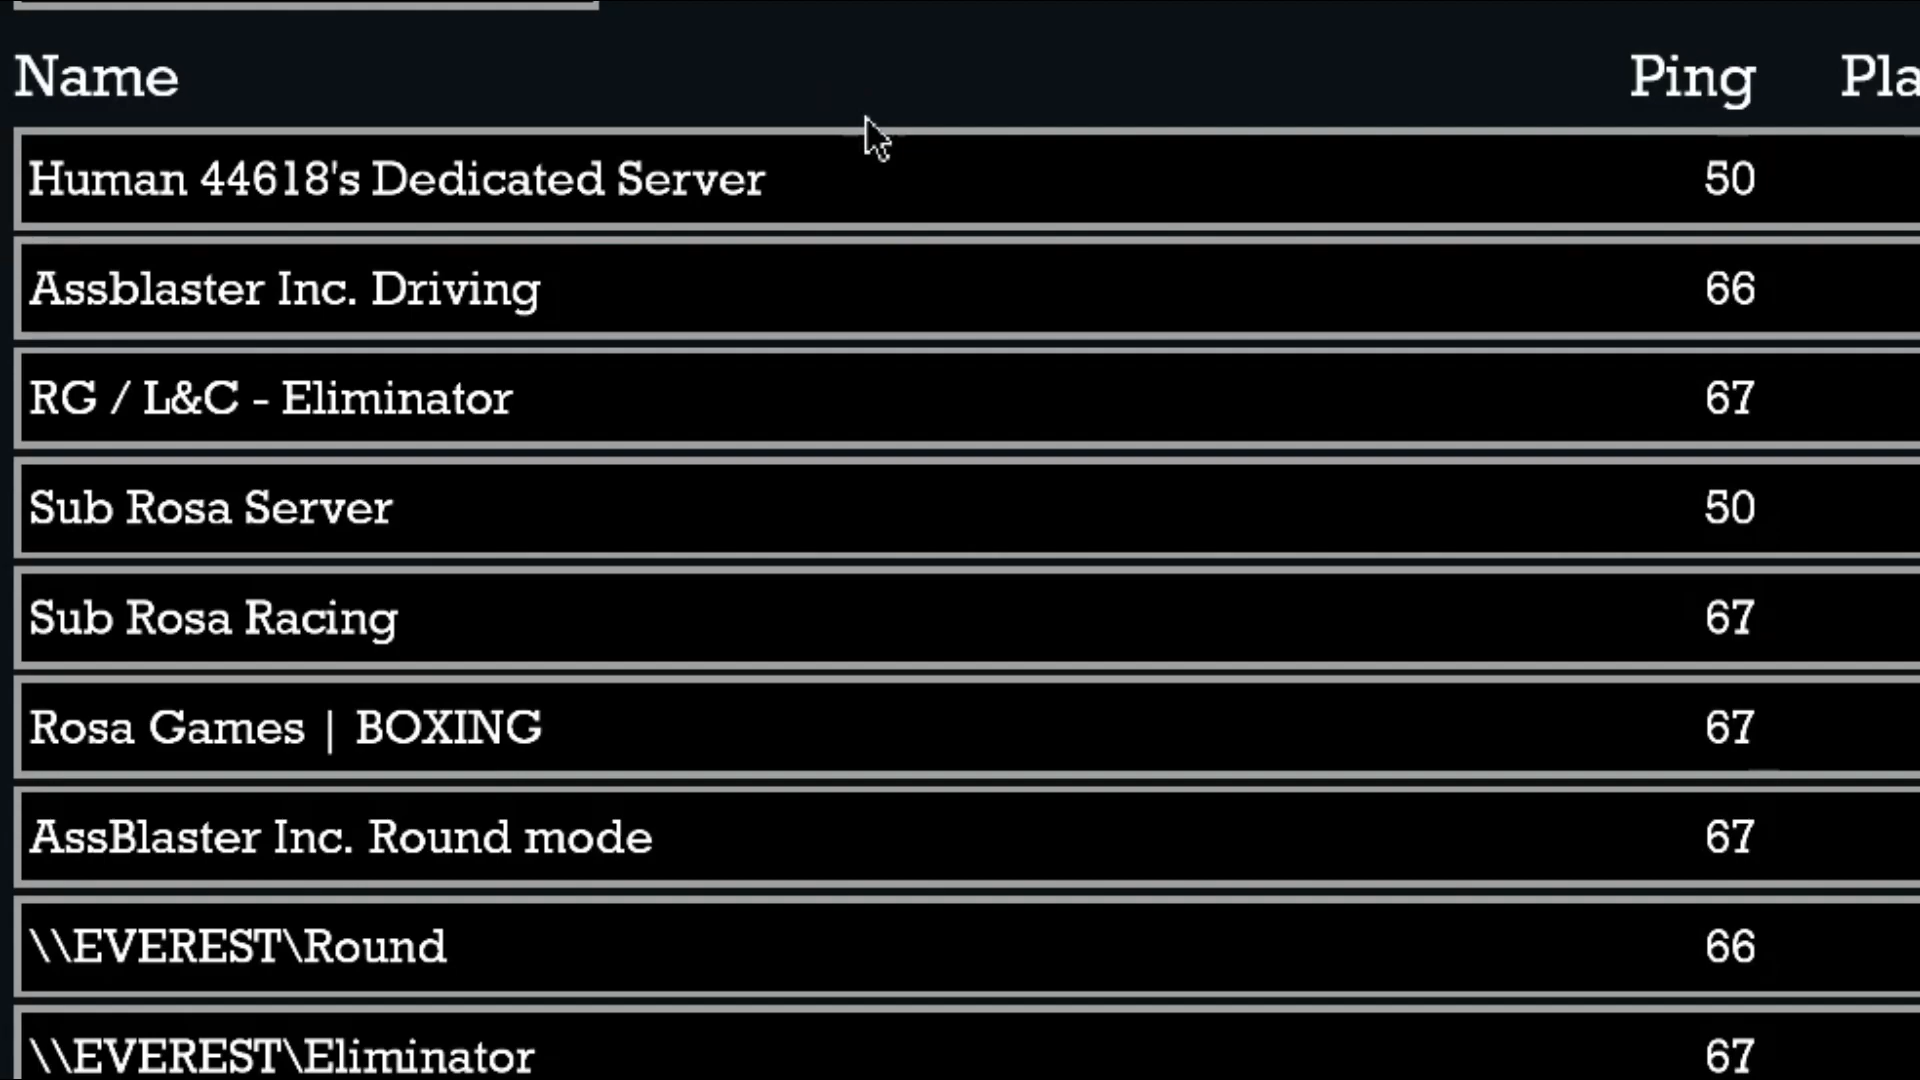 Name Ping Pla
Human 44618's Dedicated Server 50
Assblaster Inc. Driving 66
RG / L&C - Eliminator 67
Sub Rosa Server 50
Sub Rosa Racing 67
Rosa Games | BOXING 67
AssBlaster Inc. Round mode 67
\\EVEREST\Round 66
\\EVEREST\Eliminator 67